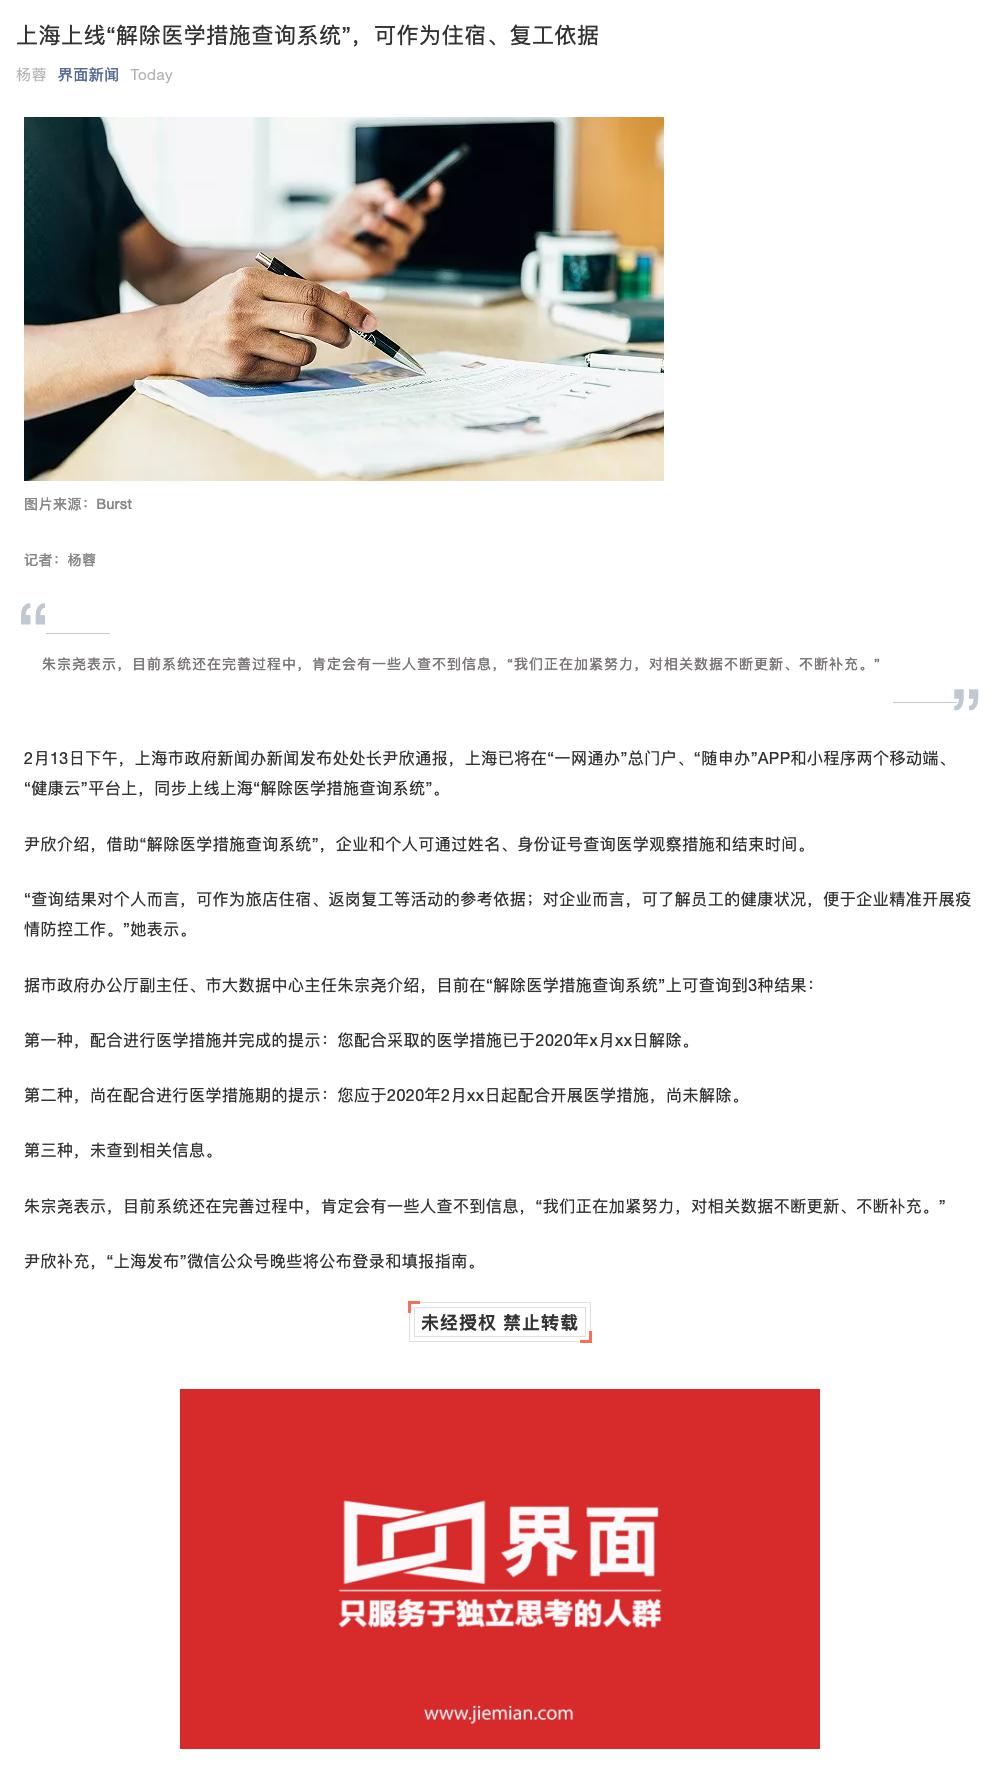 上海上线“解除医学措施查询系统”，可作为住宿、复工依据
杨蓉 界面新闻 Today
图片来源：Burst
记者：杨蓉
“
朱宗尧表示，目前系统还在完善过程中，肯定会有一些人查不到信息，“我们正在加紧努力，对相关数据不断更新、不断补充。”
”
2月13日下午，上海市政府新闻办新闻发布处处长尹欣通报，上海已将在“一网通办”总门户、“随申办”APP和小程序两个移动端、
“健康云”平台上，同步上线上海“解除医学措施查询系统”。
尹欣介绍，借助“解除医学措施查询系统”，企业和个人可通过姓名、身份证号查询医学观察措施和结束时间。
“查询结果对个人而言，可作为旅店住宿、返岗复工等活动的参考依据；对企业而言，可了解员工的健康状况，便于企业精准开展疫
情防控工作。”她表示。
据市政府办公厅副主任、市大数据中心主任朱宗尧介绍，目前在“解除医学措施查询系统”上可查询到3种结果：
第一种，配合进行医学措施并完成的提示：您配合采取的医学措施已于2020年x月xx日解除。
第二种，尚在配合进行医学措施期的提示：您应于2020年2月xx日起配合开展医学措施，尚未解除。
第三种，未查到相关信息。
朱宗尧表示，目前系统还在完善过程中，肯定会有一些人查不到信息，“我们正在加紧努力，对相关数据不断更新、不断补充。”
尹欣补充，“上海发布”微信公众号晚些将公布登录和填报指南。
未经授权 禁止转载
界面
只服务于独立思考的人群
www.jiemian.com